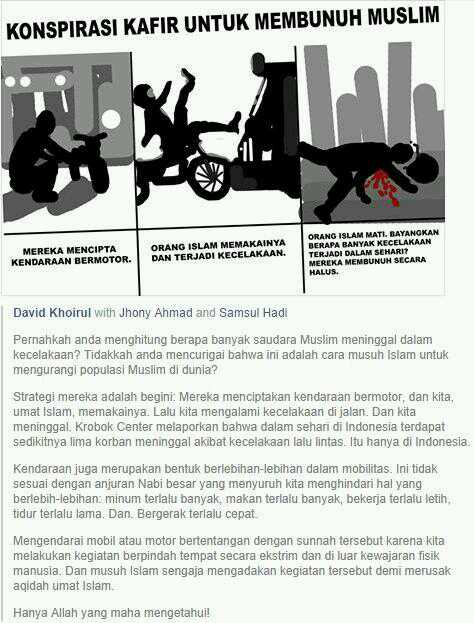 KONSPIRASI KAFIR UNTUK MEMBUNUH MUSLIM
MEREKA MENCIPTA
KENDARAAN BERMOTOR.
ORANG ISLAM MEMAKAINYA
DAN TERJADI KECELAKAAN.
ORANG ISLAM MATI. BAYANGKAN
BERAPA BANYAK KECELAKAAN
TERJADI DALAM SEHARI?
MEREKA MEMBUNUH SECARA
HALUS.
David Khoirul with Jhony Ahmad and Samsul Hadi
Pernahkah anda menghitung berapa banyak saudara Muslim meninggal dalam
kecelakaan? Tidakkah anda mencurigai bahwa ini adalah cara musuh Islam untuk
mengurangi populasi Muslim di dunia?
Strategi mereka adalah begini: Mereka menciptakan kendaraan bermotor, dan kita,
umat Islam, memakainya. Lalu kita mengalami kecelakaan di jalan. Dan kita
meninggal. Krobok Center melaporkan bahwa dalam sehari di Indonesia terdapat
sedikitnya lima korban meninggal akibat kecelakaan lalu lintas. Itu hanya di Indonesia.
Kendaraan juga merupakan bentuk berlebihan-lebihan dalam mobilitas. Ini tidak
sesuai dengan anjuran Nabi besar yang menyuruh kita menghindari hal yang
berlebih-lebihan: minum terlalu banyak, makan terlalu banyak, bekerja terlalu letih,
tidur terlalu lama. Dan. Bergerak terlalu cepat.
Mengendarai mobil atau motor bertentangan dengan sunnah tersebut karena kita
melakukan kegiatan berpindah tempat secara ekstrim dan di luar kewajaran fisik
manusia. Dan musuh Islam sengaja mengadakan kegiatan tersebut demi merusak
aqidah umat Islam.
Hanya Allah yang maha mengetahui!